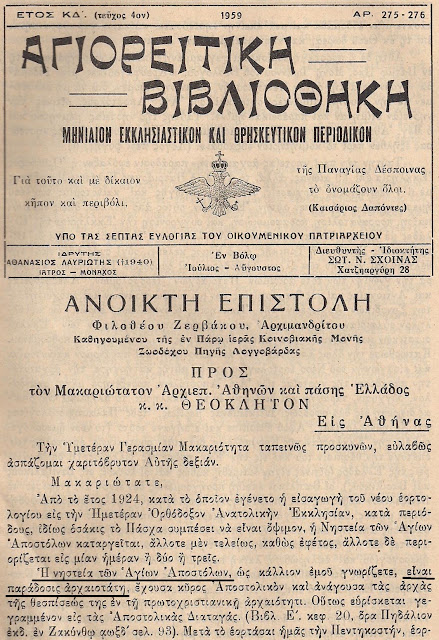 ΕΤΟΣ ΚΔ΄. (τεῦχος 4ον) 1959 ΑΡ. 275-276
ΑΓΙΟΡΕΙΤΙΚΗ
ΒΙΒΛΙΟΘΗΚΗ
ΜΗΝΙΑΙΟΝ ΕΚΚΛΗΣΙΑΣΤΙΚΟΝ ΚΑΙ ΘΡΗΣΚΕΥΤΙΚΟΝ ΠΕΡΙΟΔΙΚΟΝ
Γιὰ τοῦτο καὶ μὲ δίκαιον
κῆπον καὶ περιβόλι.
τῆς Παναγίας Δέσποινας
τὸ ὀνομάζουν ὅλοι.
(Καισάριος Δαπόντες)
ΥΠΟ ΤΑΣ ΣΕΠΤΑΣ ΕΥΛΟΓΙΑΣ ΤΟΥ ΟΙΚΟΥΜΕΝΙΚΟΥ ΠΑΤΡΙΑΡΧΕΙΟΥ
ΙΔΡΥΤΗΣ
ΑΘΑΝΑΣΙΟΣ ΛΑΥΡΙΩΤΗΣ (†1940)
ΙΑΤΡΟΣ - ΜΟΝΑΧΟΣ
Ἐν Βόλῳ
Ἰούλιος - Αὔγουστος
Διευθυντὴς - Ἰδιοκτήτης
ΣΩΤ. Ν. ΣΧΟΙΝΑΣ
Χατζηαργύρη 28
ΑΝΟΙΚΤΗ ΕΠΙΣΤΟΛΗ
Φιλοθέου Ζερβάκου, Ἀρχιμανδρίτου
Καθηγουμένου τῆς ἐν Πάρῳ ἱερᾶς Κοινοβιακῆς Μονῆς
Ζωοδόχου Πηγῆς Λογγοβάρδας
ΠΡΟΣ
τὸν Μακαριώτατον Ἀρχιεπ. Ἀθηνῶν καὶ πάσης Ἑλλάδος
κ. κ. ΘΕΟΚΛΗΤΟΝ
Εἰς Ἀθήνας
Τὴν Ὑμετέραν Γερασμίαν Μακαριότητα ταπεινῶς προσκυνῶν, εὐλαβῶς
ἀσπάζομαι χαριτόβρυτον Αὐτῆς δεξιάν.
Μακαριώτατε,
Ἀπὸ τὸ ἔτος 1924, κατὰ τὸ ὁποῖον ἐγένετο ἡ εἰσαγωγὴ τοῦ νέου ἑορτο-
λογίου εἰς τὴν Ἡμετέραν Ὀρθόδοξον Ἀνατολικὴν Ἐκκλησίαν, κατὰ περιό-
δους, ἰδίως ὁσάκις τὸ Πάσχα συμπέσει νὰ εἶναι ὄψιμον, ἡ Νηστεία τῶν Ἁγίων
Ἀποστόλων καταργεῖται, ἄλλοτε μὲν τελείως, καθὼς ἐφέτος, ἄλλοτε δὲ περι-
ορίζεται εἰς μίαν ἡμέραν ἢ δύο ἢ τρεῖς.
Ἡ νηστεία τῶν Ἁγίων Ἀποστόλων, ὡς κάλλιον ἐμοῦ γνωρίζετε, εἶναι
παράδοσις ἀρχαιοτάτη, ἔχουσα κῦρος Ἀποστολικὸν καὶ ἀνάγουσα τὰς ἀρχὰς
τῆς θεσπίσεώς της ἐν τῇ πρωτοχριστιανικῇ ἀρχαιότητι. Οὕτως εὑρίσκεται γε-
γραμμένον εἰς τὰς Ἀποστολικὰς Διαταγάς. (Βιβλ. Ε΄. κεφ. 20, ὅρα Πηδάλιον
ἐκδ. ἐν Ζακύνθῳ αωξδ΄ σελ. 93). Μετὰ τὸ ἑορτάσαι ἡμᾶς τὴν Πεντηκοστήν, ἑορ-